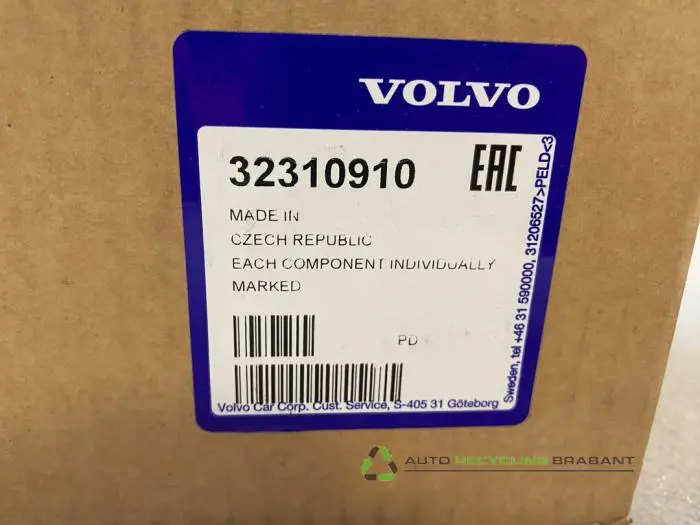 VOLVO
32310910
EAC
MADE IN
CZECH REPUBLIC
EACH COMPONENT INDIVIDUALLY
MARKED
PD
Volvo Car Corp. Cust. Service, S-405 31 Göteborg
Sweden, tel +46 31 590000, 31206527>PELD<3
AUTO RECYCLING BRABANT